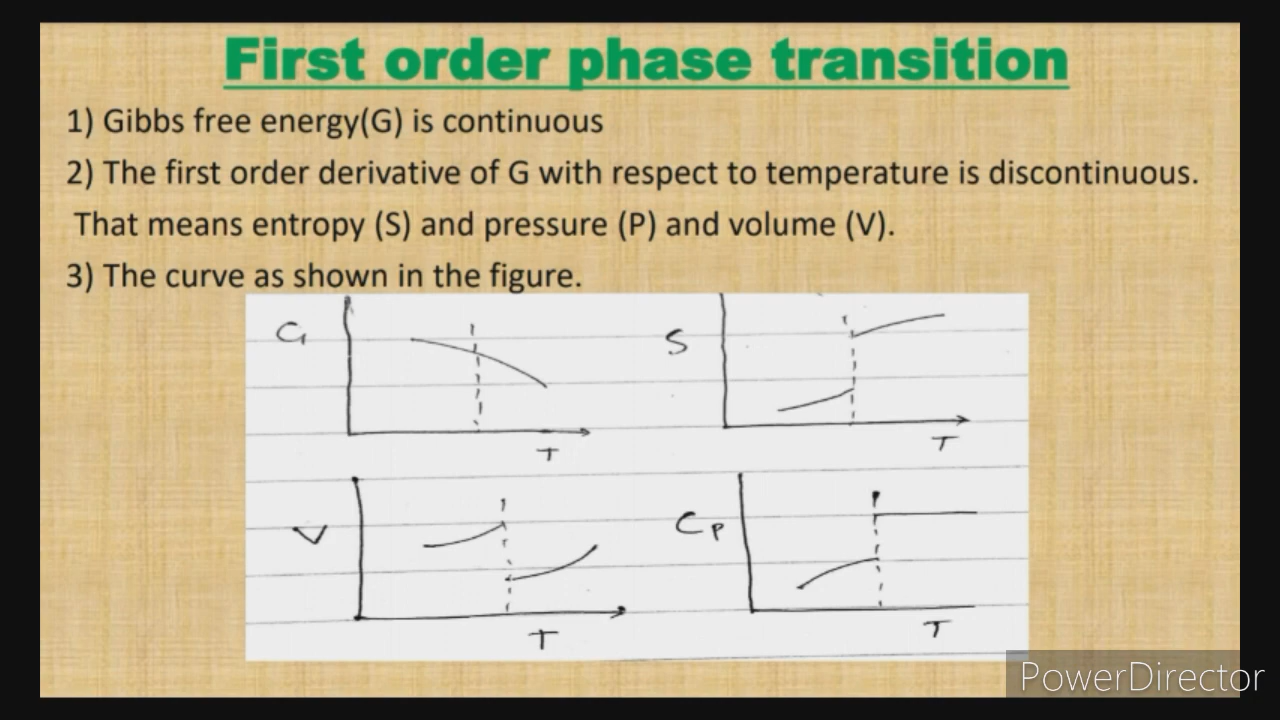 First order phase transition
1) Gibbs free energy(G) is continuous
2) The first order derivative of G with respect to temperature is discontinuous.
That means entropy (S) and pressure (P) and volume (V).
3) The curve as shown in the figure.
G
T
S
T
V
T
CP
T
PowerDirector